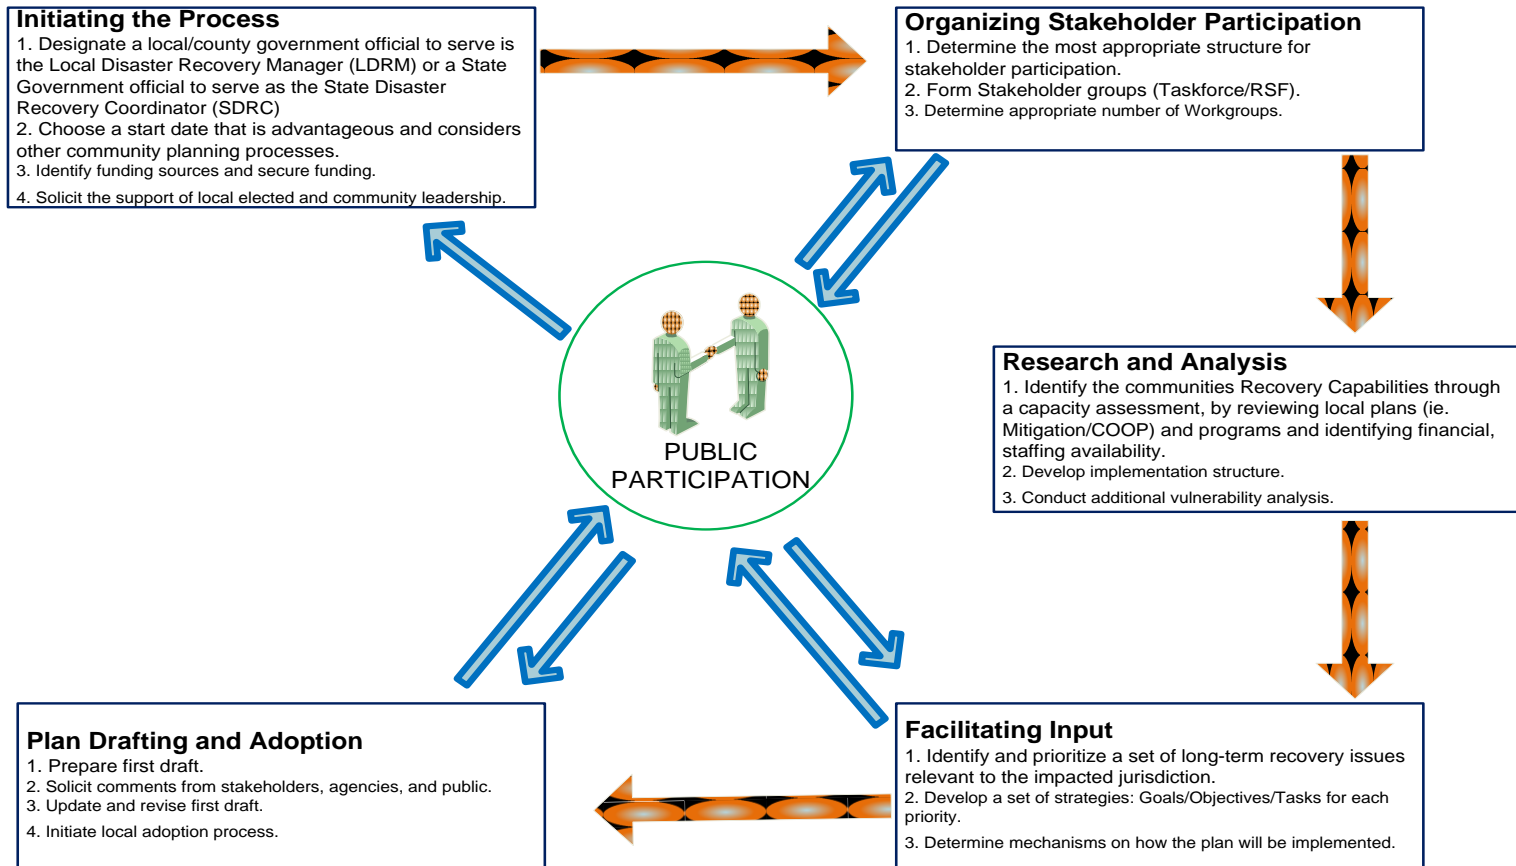 Initiating the Process
1. Designate a local/county government official to serve is
the Local Disaster Recovery Manager (LDRM) or a State
Government official to serve as the State Disaster
Recovery Coordinator (SDRC)
2. Choose a start date that is advantageous and considers
other community planning processes.
3. Identify funding sources and secure funding.
4. Solicit the support of local elected and community leadership.
Organizing Stakeholder Participation
1. Determine the most appropriate structure for
stakeholder participation.
2. Form Stakeholder groups (Taskforce/RSF).
3. Determine appropriate number of Workgroups.
Research and Analysis
1. Identify the communities Recovery Capabilities through
a capacity assessment, by reviewing local plans (ie.
Mitigation/COOP) and programs and identifying financial,
staffing availability.
2. Develop implementation structure.
3. Conduct additional vulnerability analysis.
PUBLIC
PARTICIPATION
Facilitating Input
1. Identify and prioritize a set of long-term recovery issues
relevant to the impacted jurisdiction.
2. Develop a set of strategies: Goals/Objectives/Tasks for each
priority.
3. Determine mechanisms on how the plan will be implemented.
Plan Drafting and Adoption
1. Prepare first draft.
2. Solicit comments from stakeholders, agencies, and public.
3. Update and revise first draft.
4. Initiate local adoption process.